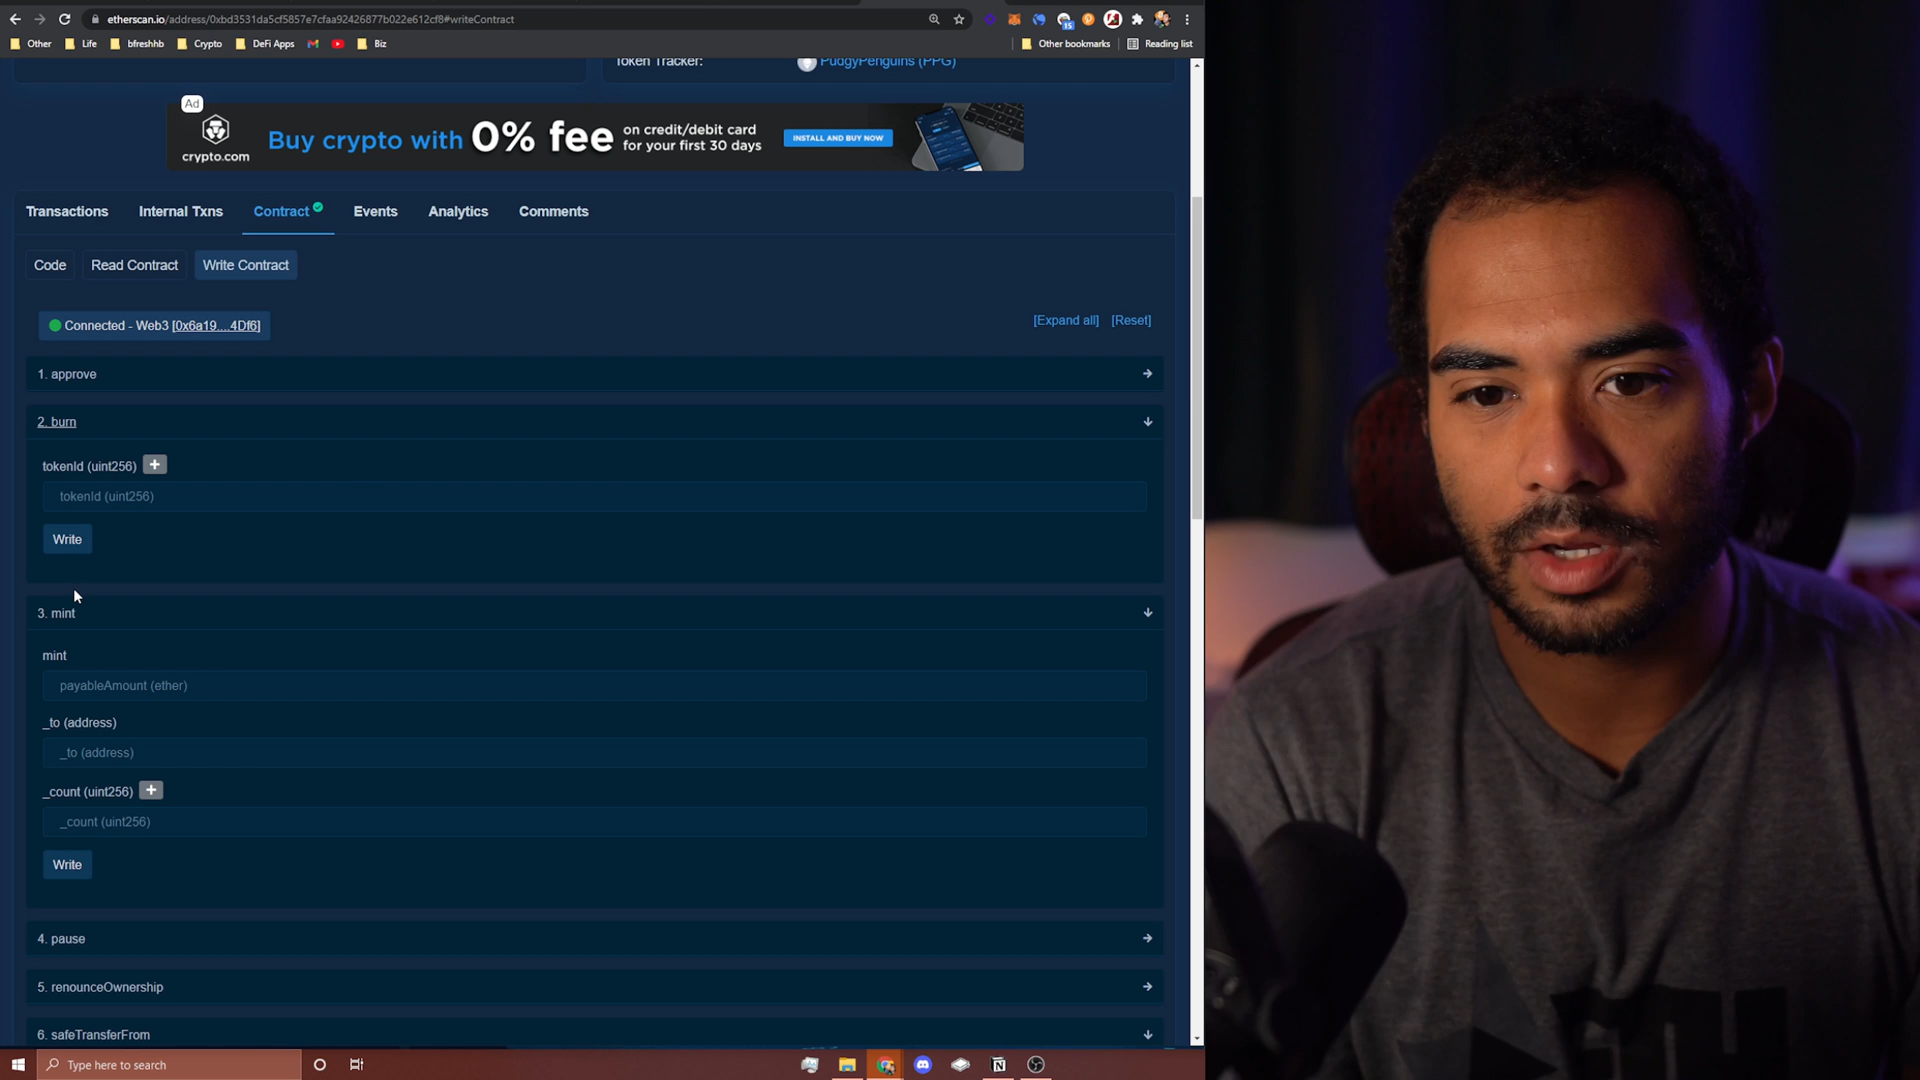 etherscan.io/address/0xbd3531da5cf5857e7cfaa92426877b022e612cf8#writeContract
15
Other
Life
bfreshhb
Crypto
DeFi Apps
Biz
Other bookmarks
Reading list
Token Tracker:
PudgyPenguins (PPG)
Ad
crypto.com
Buy crypto with 0% fee
on credit/debit card
for your first 30 days
INSTALL AND BUY NOW
Transactions
Internal Txns
Contract
Events
Analytics
Comments
Code
Read Contract
Write Contract
Connected - Web3 [0x6a19....4Df6]
[Expand all]
[Reset]
1. approve
2. burn
tokenId (uint256)
tokenId (uint256)
Write
3. mint
mint
payableAmount (ether)
_to (address)
_to (address)
_count (uint256)
_count (uint256)
Write
4. pause
5. renounceOwnership
6. safeTransferFrom
Type here to search